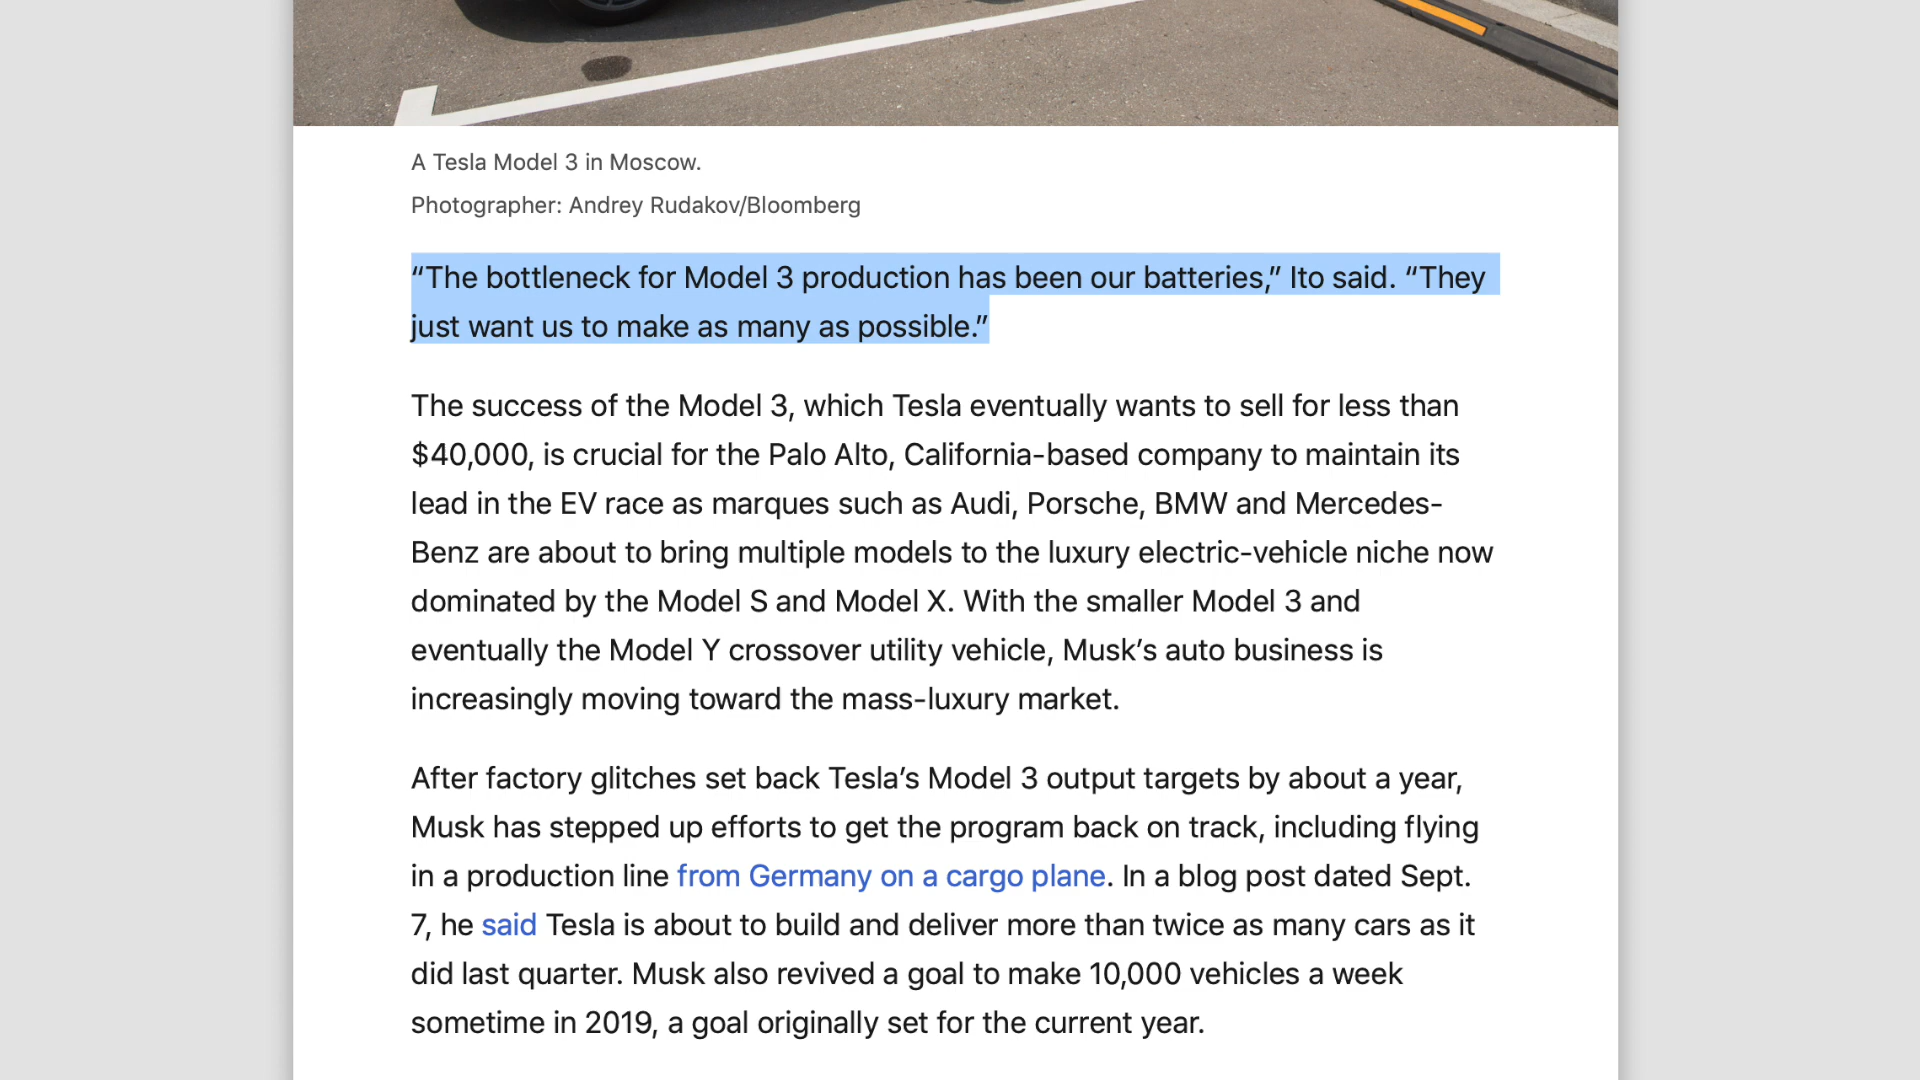 A Tesla Model 3 in Moscow.
Photographer: Andrey Rudakov/Bloomberg
“The bottleneck for Model 3 production has been our batteries,” Ito said. “They
just want us to make as many as possible.”
The success of the Model 3, which Tesla eventually wants to sell for less than
$40,000, is crucial for the Palo Alto, California-based company to maintain its
lead in the EV race as marques such as Audi, Porsche, BMW and Mercedes-
Benz are about to bring multiple models to the luxury electric-vehicle niche now
dominated by the Model S and Model X. With the smaller Model 3 and
eventually the Model Y crossover utility vehicle, Musk’s auto business is
increasingly moving toward the mass-luxury market.
After factory glitches set back Tesla’s Model 3 output targets by about a year,
Musk has stepped up efforts to get the program back on track, including flying
in a production line from Germany on a cargo plane. In a blog post dated Sept.
7, he said Tesla is about to build and deliver more than twice as many cars as it
did last quarter. Musk also revived a goal to make 10,000 vehicles a week
sometime in 2019, a goal originally set for the current year.